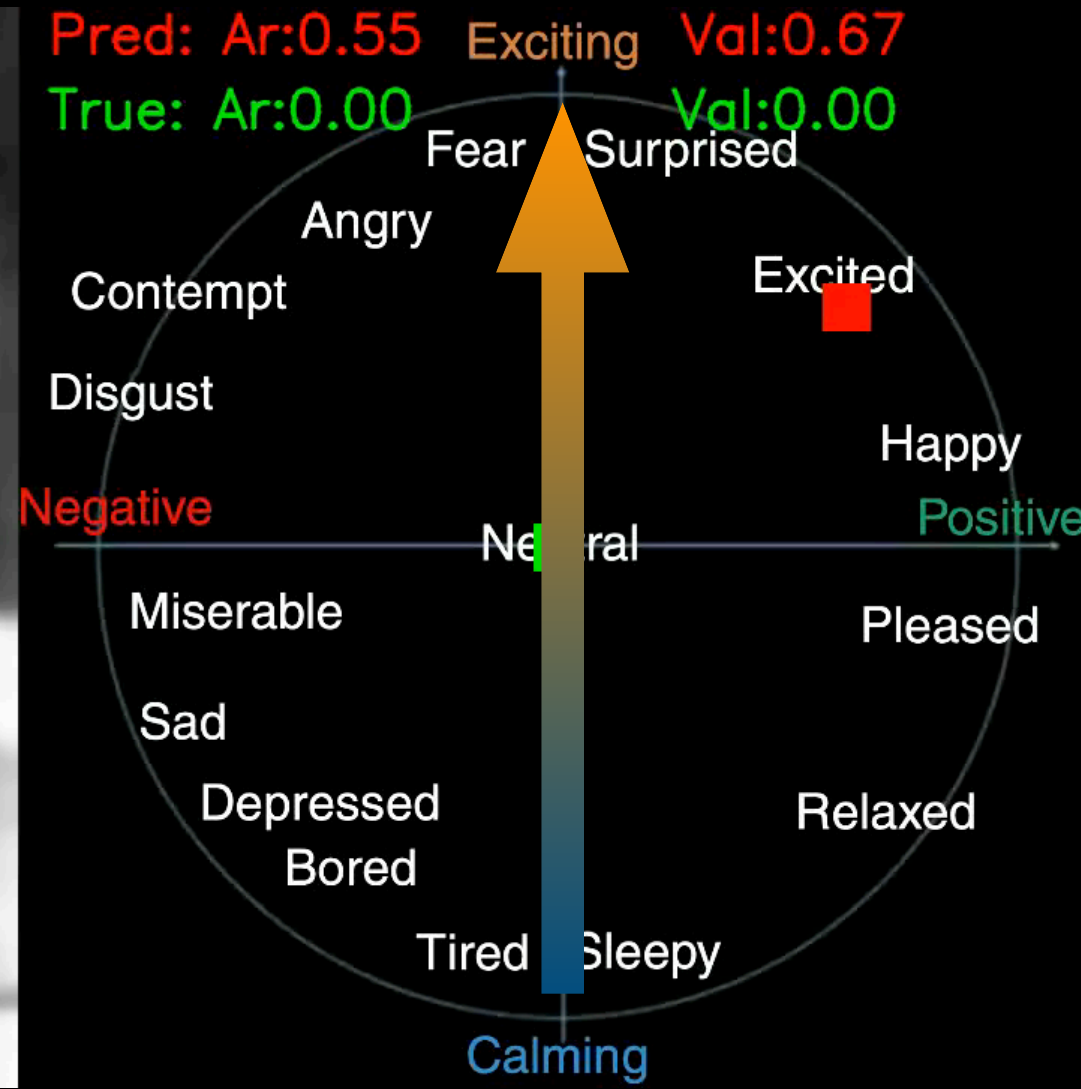 Pred: Ar:0.55 Exciting Val:0.67
True: Ar:0.00 Val:0.00
Fear Surprised
Angry
Contempt
Excited
Disgust
Happy
Negative
Positive
Miserable
Pleased
Sad
Depressed
Relaxed
Bored
Tired Sleepy
Calming